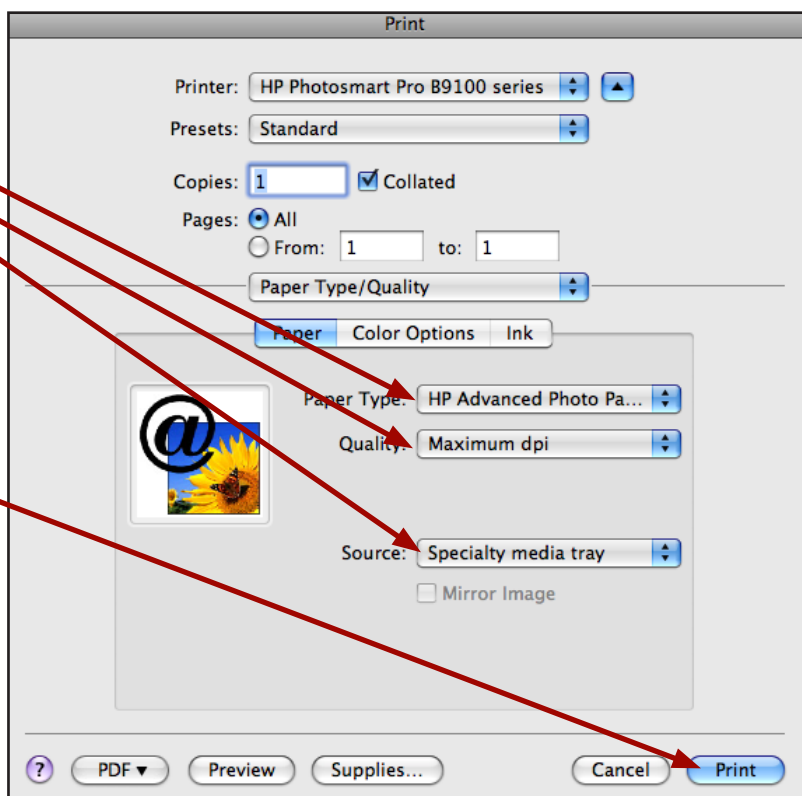 Print
Printer: HP Photosmart Pro B9100 series
Presets: Standard
Copies: 1 Collated
Pages: All
From: 1 to: 1
Paper Type/Quality
Paper Color Options Ink
@
Paper Type: HP Advanced Photo Pa...
Quality: Maximum dpi
Source: Specialty media tray
Mirror Image
? PDF ▼ Preview Supplies... Cancel Print